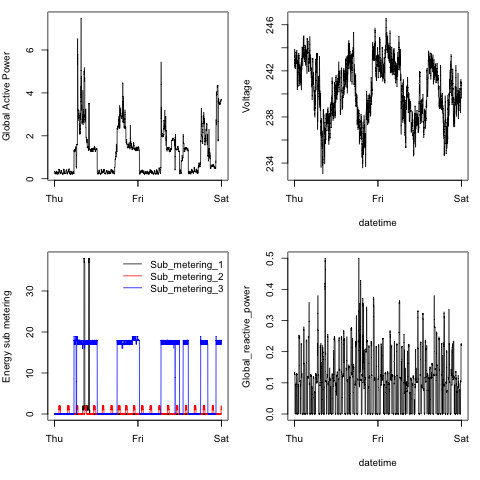 Global Active Power
0 2 4 6
Thu Fri Sat
Voltage
234 238 242 246
Thu Fri Sat
datetime
Energy sub metering
0 10 20 30
Sub_metering_1
Sub_metering_2
Sub_metering_3
Thu Fri Sat
Global_reactive_power
0.0 0.1 0.2 0.3 0.4 0.5
Thu Fri Sat
datetime